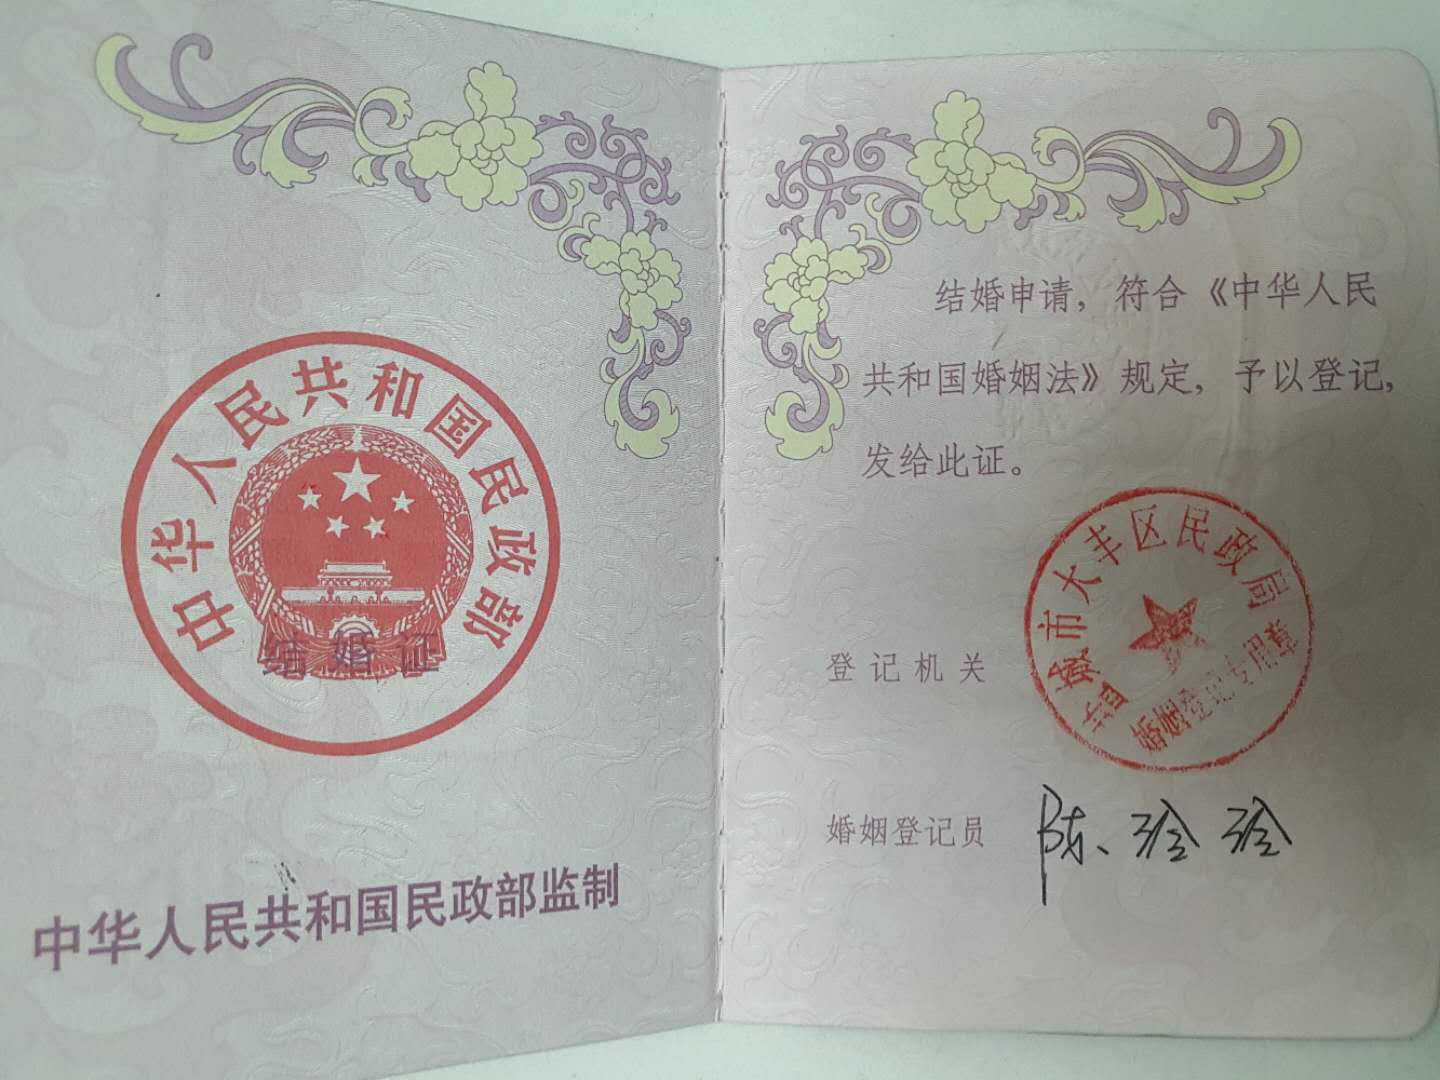 中华人民共和国民政部
结婚证
中华人民共和国民政部监制
结婚申请，符合《中华人民
共和国婚姻法》规定，予以登记，
发给此证。
盐城市大丰区民政局
婚姻登记专用章
登记机关
婚姻登记员 陈玲玲